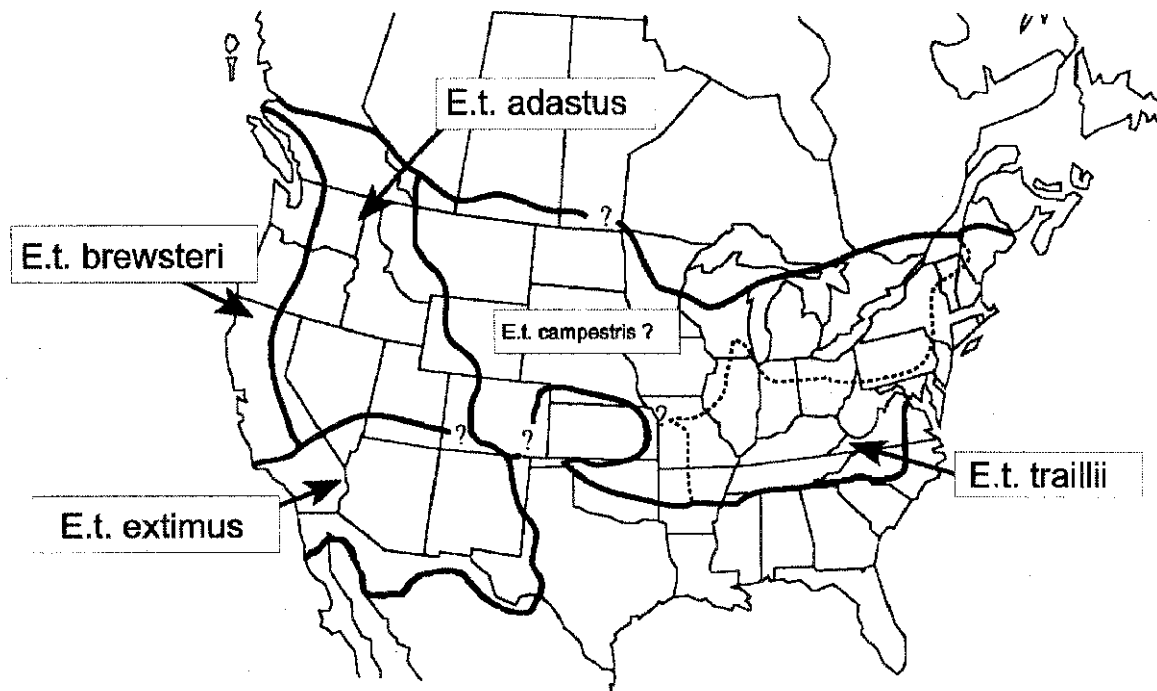 E.t. adastus
?
E.t. brewsteri
E.t. campestris ?
?
?
?
E.t. traillii
E.t. extimus